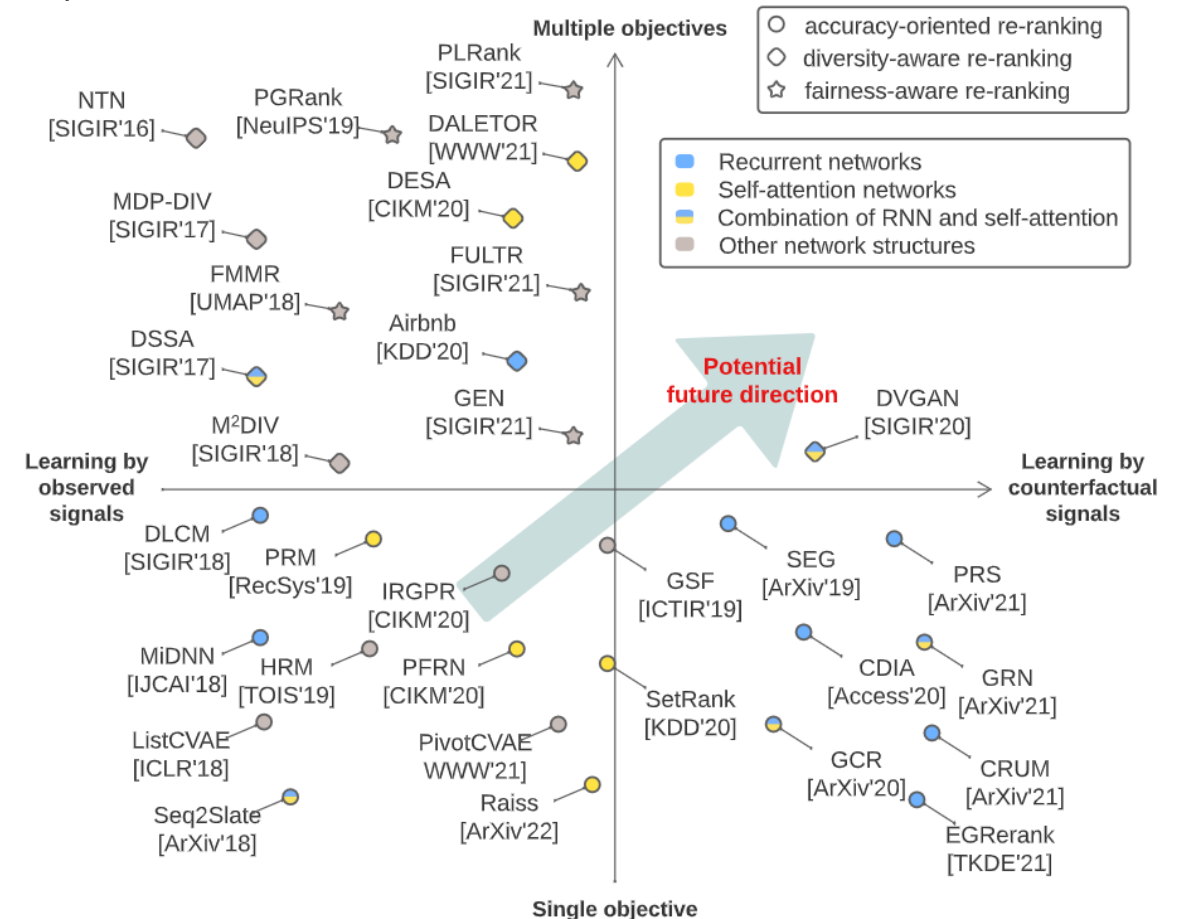 Multiple objectives
accuracy-oriented re-ranking
diversity-aware re-ranking
fairness-aware re-ranking
Recurrent networks
Self-attention networks
Combination of RNN and self-attention
Other network structures
PLRank
[SIGIR'21]
NTN
[SIGIR'16]
PGRank
[NeuIPS'19]
DALETOR
[WWW'21]
DESA
[CIKM'20]
MDP-DIV
[SIGIR'17]
FULTR
[SIGIR'21]
FMMR
[UMAP'18]
Airbnb
[KDD'20]
DSSA
[SIGIR'17]
GEN
[SIGIR'21]
M²DIV
[SIGIR'18]
Potential
future direction
DVGAN
[SIGIR'20]
Learning by
observed
signals
Learning by
counterfactual
signals
DLCM
[SIGIR'18]
PRM
[RecSys'19]
IRGPR
[CIKM'20]
GSF
[ICTIR'19]
SEG
[ArXiv'19]
PRS
[ArXiv'21]
MiDNN
[IJCAI'18]
HRM
[TOIS'19]
PFRN
[CIKM'20]
SetRank
[KDD'20]
CDIA
[Access'20]
GRN
[ArXiv'21]
ListCVAE
[ICLR'18]
PivotCVAE
WWW'21]
GCR
[ArXiv'20]
CRUM
[ArXiv'21]
Seq2Slate
[ArXiv'18]
Raiss
[ArXiv'22]
EGRerank
[TKDE'21]
Single objective